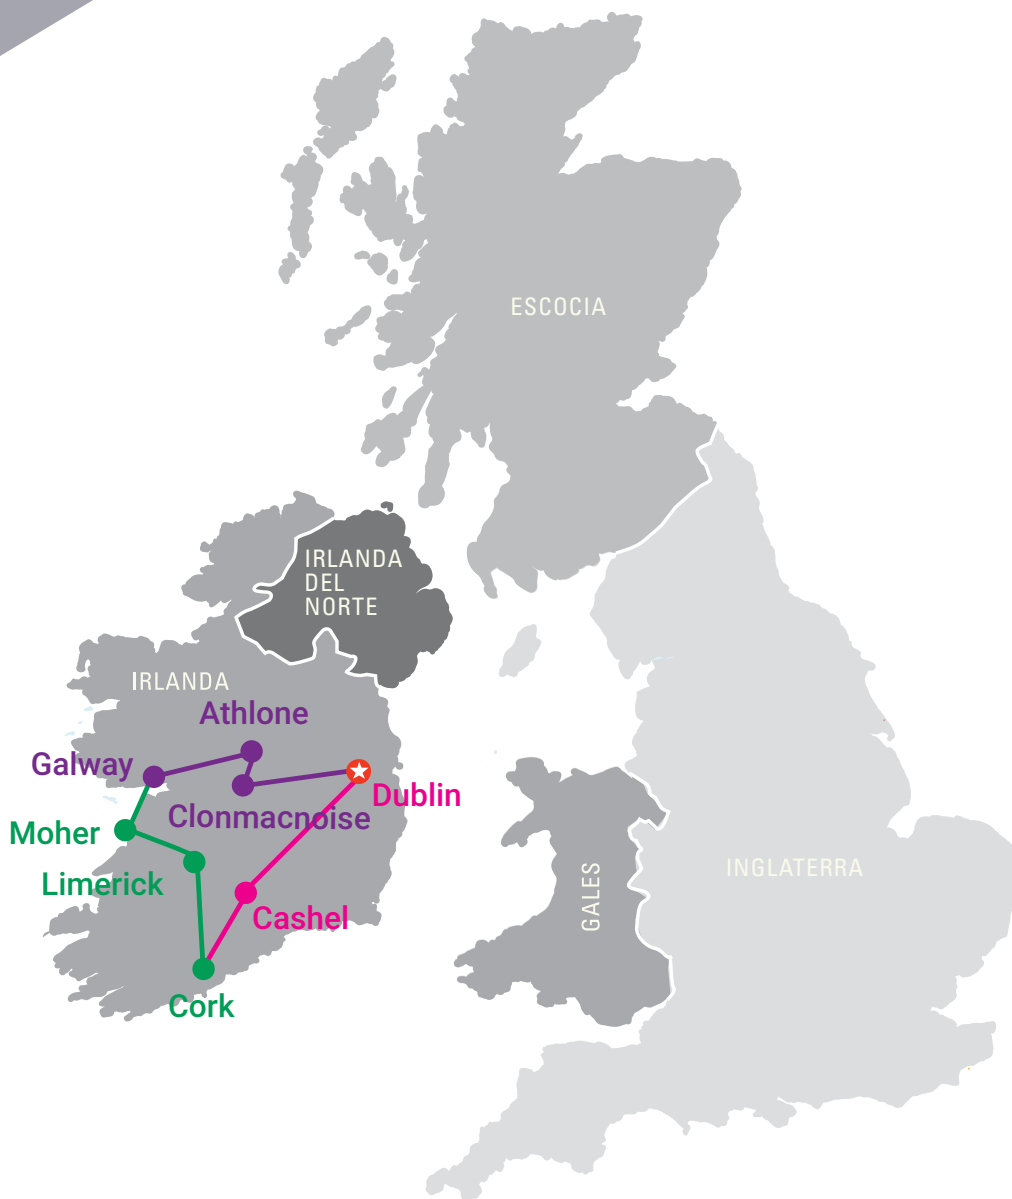 ESCOCIA
IRLANDA
DEL
NORTE
IRLANDA
Athlone
Galway
Dublin
Clonmacnoise
Moher
Limerick
INGLATERRA
GALES
Cashel
Cork